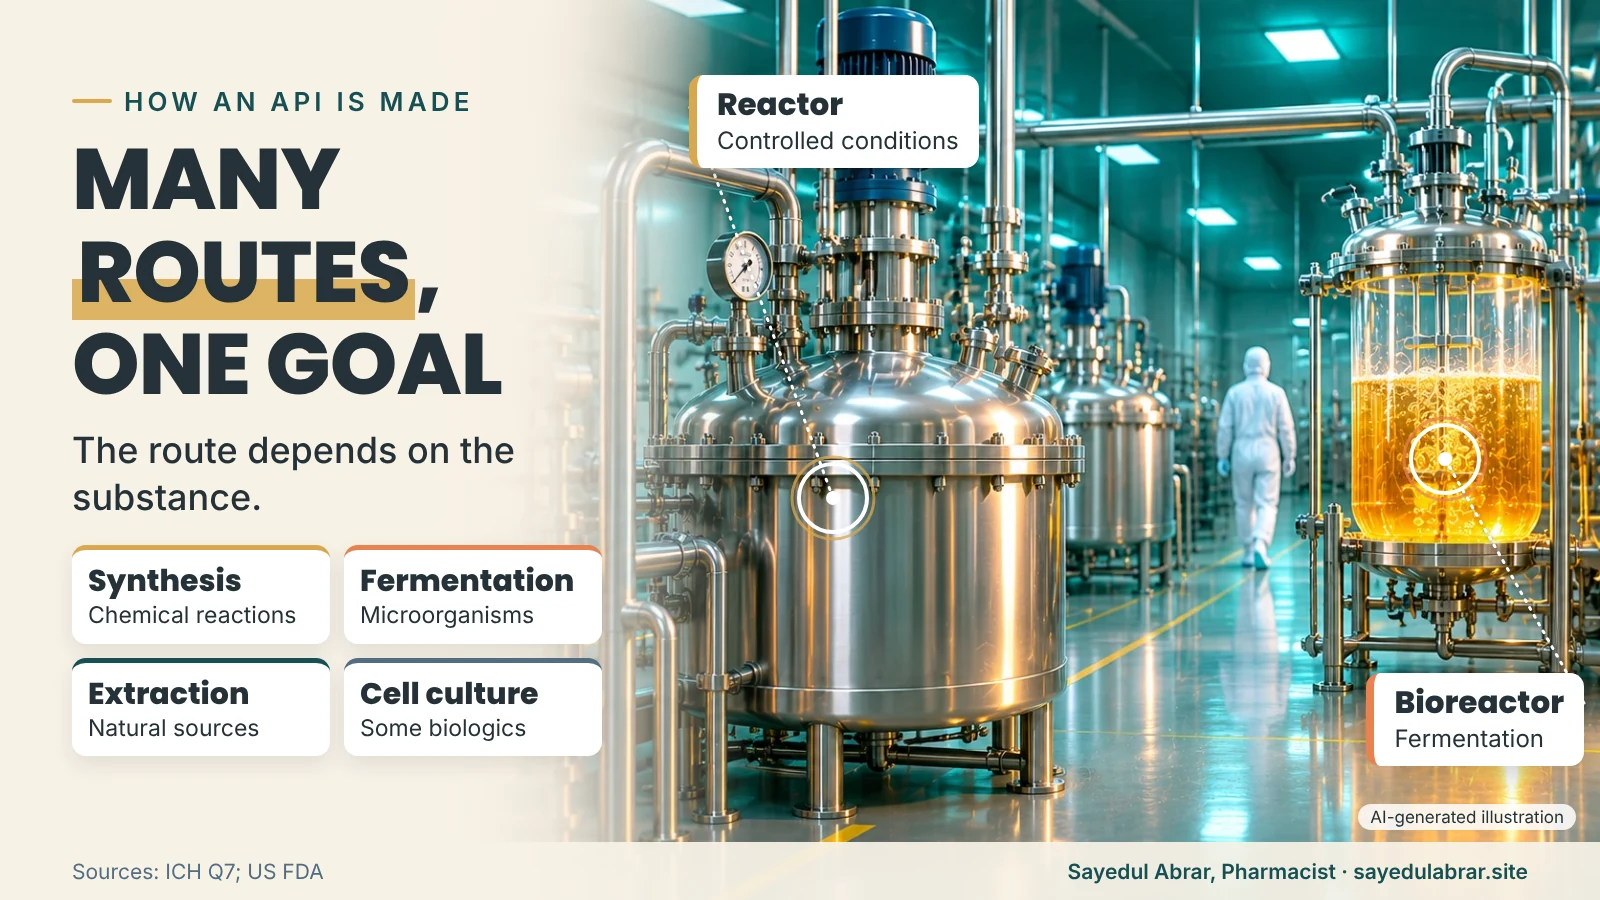 HOW AN API IS MADE
MANY
ROUTES,
ONE GOAL
The route depends on the
substance.
Synthesis
Chemical reactions
Fermentation
Microorganisms
Extraction
Natural sources
Cell culture
Some biologics
Reactor
Controlled conditions
Bioreactor
Fermentation
AI-generated illustration
Sources: ICH Q7; US FDA
Sayedul Abrar, Pharmacist · sayedulabrar.site